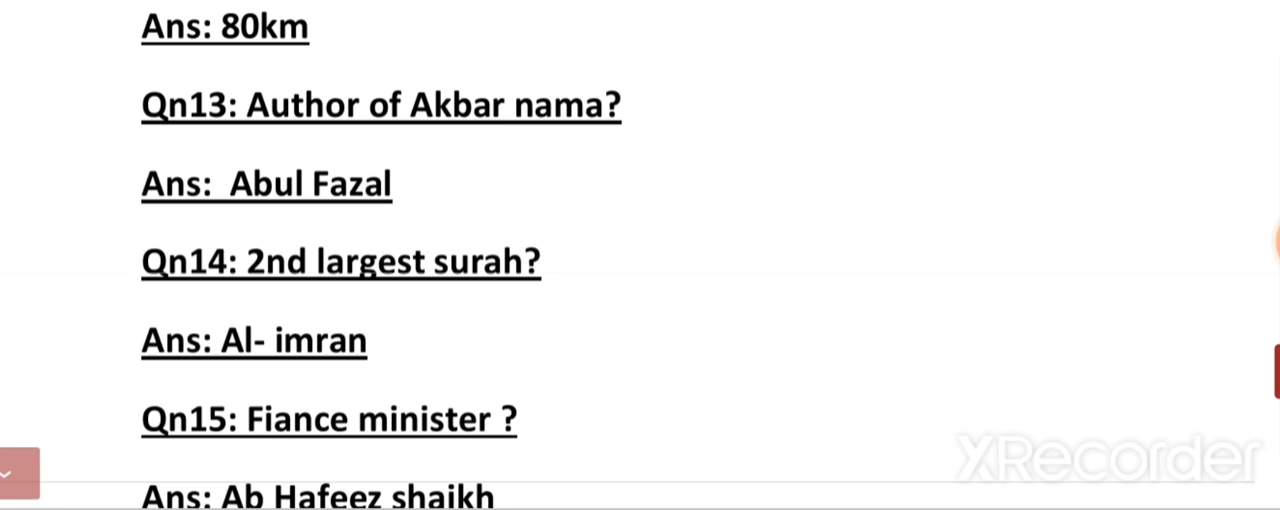 Ans: 80km
Qn13: Author of Akbar nama?
Ans:  Abul Fazal
Qn14: 2nd largest surah?
Ans: Al- imran
Qn15: Fiance minister ?
Ans: Ab Hafeez shaikh
XRecorder